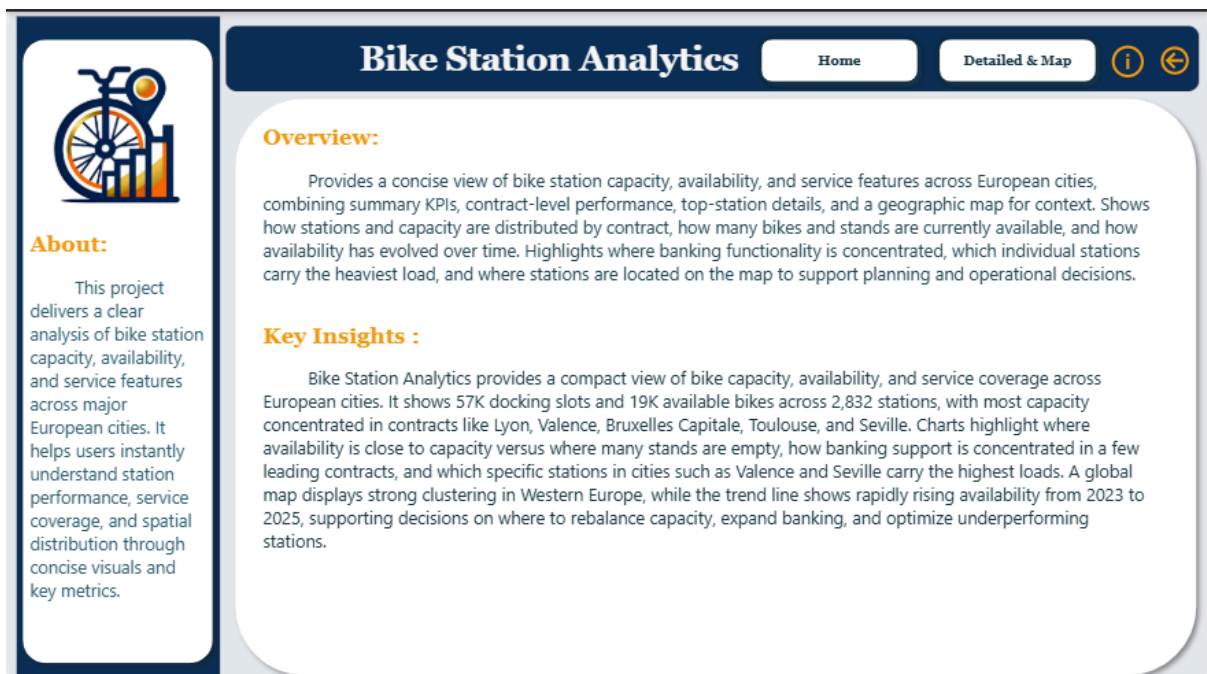 Bike Station Analytics
Home
Detailed & Map
About:
This project
delivers a clear
analysis of bike station
capacity, availability,
and service features
across major
European cities. It
helps users instantly
understand station
performance, service
coverage, and spatial
distribution through
concise visuals and
key metrics.
Overview:
Provides a concise view of bike station capacity, availability, and service features across European cities,
combining summary KPIs, contract-level performance, top-station details, and a geographic map for context. Shows
how stations and capacity are distributed by contract, how many bikes and stands are currently available, and how
availability has evolved over time. Highlights where banking functionality is concentrated, which individual stations
carry the heaviest load, and where stations are located on the map to support planning and operational decisions.
Key Insights :
Bike Station Analytics provides a compact view of bike capacity, availability, and service coverage across
European cities. It shows 57K docking slots and 19K available bikes across 2,832 stations, with most capacity
concentrated in contracts like Lyon, Valence, Bruxelles Capitale, Toulouse, and Seville. Charts highlight where
availability is close to capacity versus where many stands are empty, how banking support is concentrated in a few
leading contracts, and which specific stations in cities such as Valence and Seville carry the highest loads. A global
map displays strong clustering in Western Europe, while the trend line shows rapidly rising availability from 2023 to
2025, supporting decisions on where to rebalance capacity, expand banking, and optimize underperforming
stations.